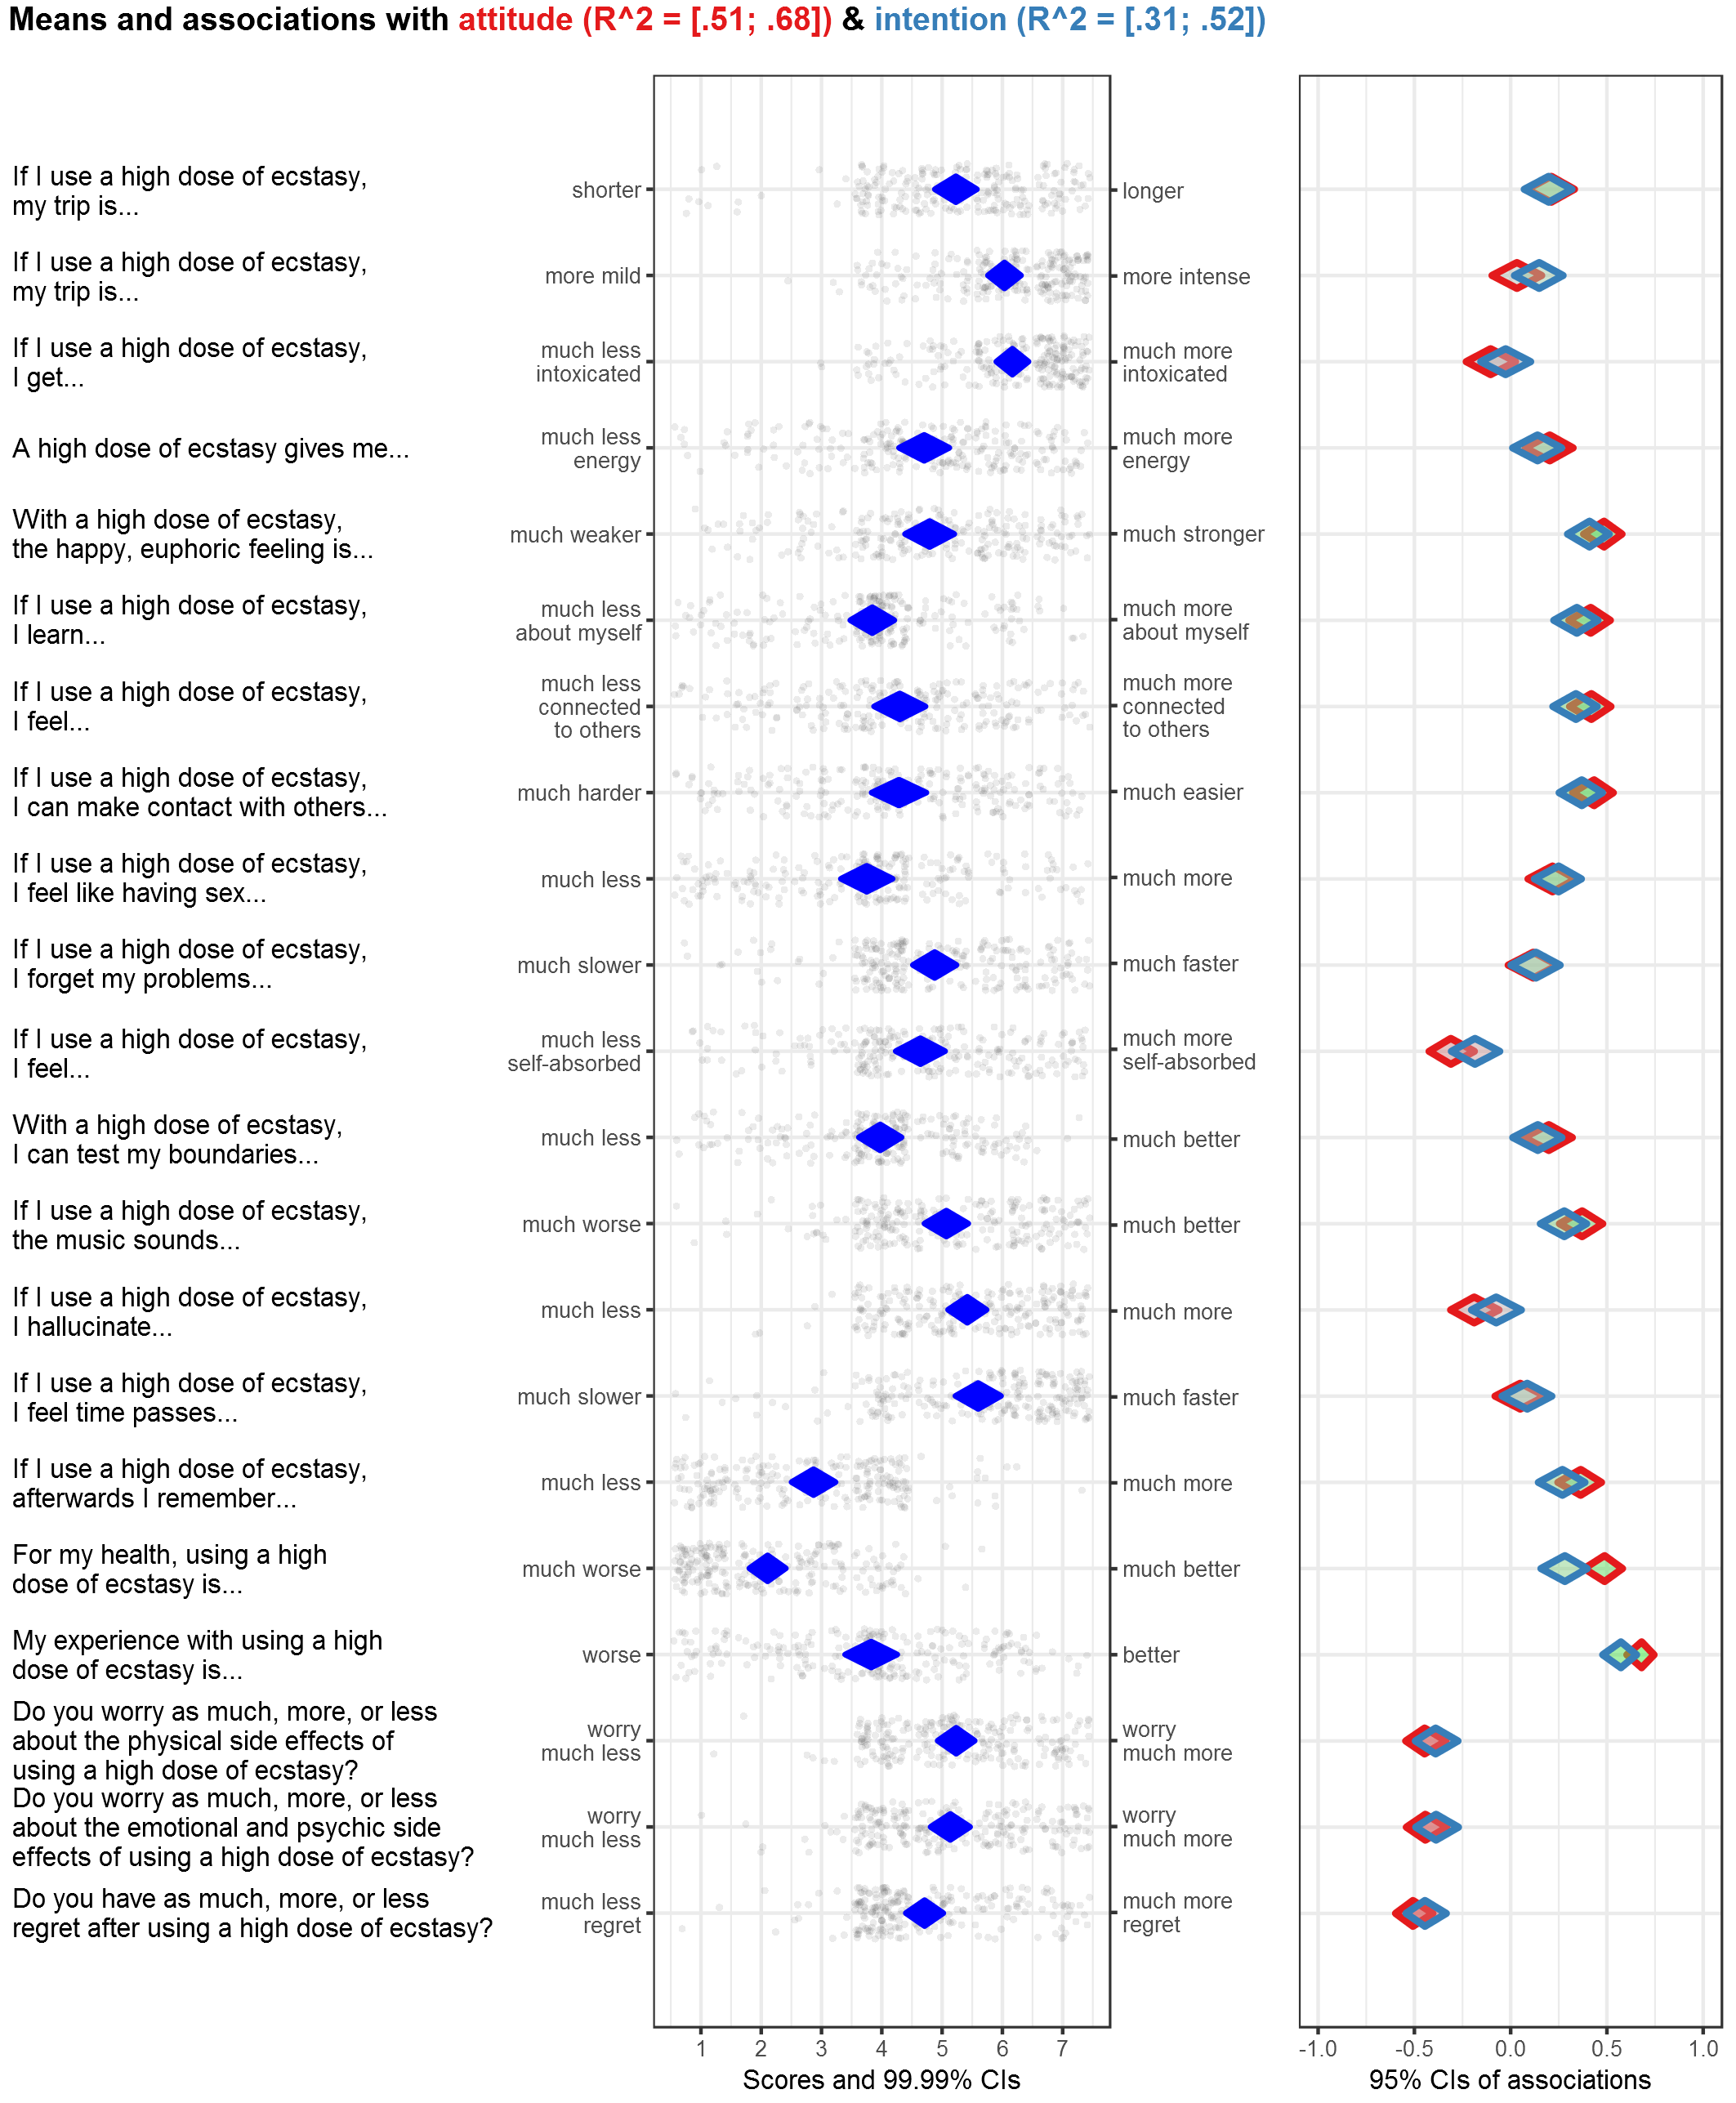 Means and associations with attitude (R^2 = [.51; .68]) & intention (R^2 = [.31; .52])
If I use a high dose of ecstasy,
my trip is...
shorter
longer
If I use a high dose of ecstasy,
my trip is...
more mild
more intense
If I use a high dose of ecstasy,
I get...
much less
intoxicated
much more
intoxicated
A high dose of ecstasy gives me...
much less
energy
much more
energy
With a high dose of ecstasy,
the happy, euphoric feeling is...
much weaker
much stronger
If I use a high dose of ecstasy,
I learn...
much less
about myself
much more
about myself
If I use a high dose of ecstasy,
I feel...
much less
connected
to others
much more
connected
to others
If I use a high dose of ecstasy,
I can make contact with others...
much harder
much easier
If I use a high dose of ecstasy,
I feel like having sex...
much less
much more
If I use a high dose of ecstasy,
I forget my problems...
much slower
much faster
If I use a high dose of ecstasy,
I feel...
much less
self-absorbed
much more
self-absorbed
With a high dose of ecstasy,
I can test my boundaries...
much less
much better
If I use a high dose of ecstasy,
the music sounds...
much worse
much better
If I use a high dose of ecstasy,
I hallucinate...
much less
much more
If I use a high dose of ecstasy,
I feel time passes...
much slower
much faster
If I use a high dose of ecstasy,
afterwards I remember...
much less
much more
For my health, using a high
dose of ecstasy is...
much worse
much better
My experience with using a high
dose of ecstasy is...
worse
better
Do you worry as much, more, or less
about the physical side effects of
using a high dose of ecstasy?
worry
much less
worry
much more
Do you worry as much, more, or less
about the emotional and psychic side
effects of using a high dose of ecstasy?
worry
much less
worry
much more
Do you have as much, more, or less
regret after using a high dose of ecstasy?
much less
regret
much more
regret
1 2 3 4 5 6 7
Scores and 99.99% CIs
-1.0 -0.5 0.0 0.5 1.0
95% CIs of associations